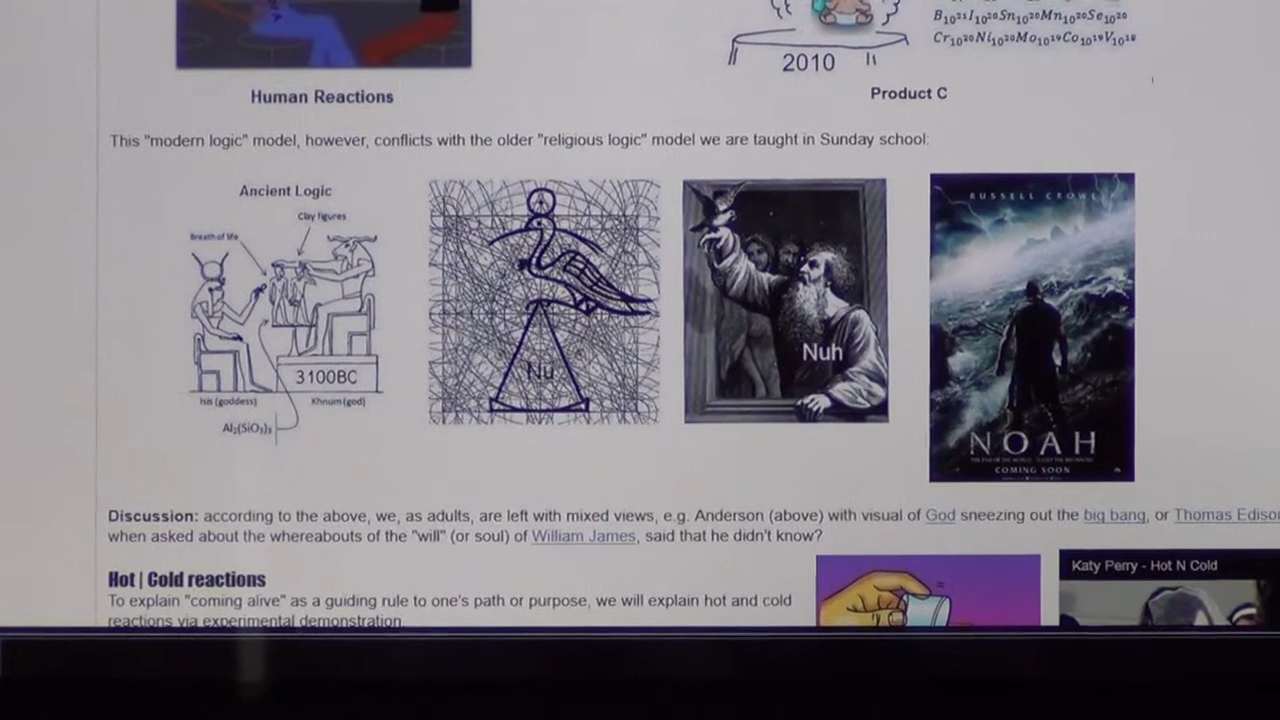 B₁₀²¹I₁₀²⁰Sn₁₀²⁰Mn₁₀²⁰Se₁₀²⁰
Cr₁₀²⁰Ni₁₀²⁰Mo₁₀¹⁹Co₁₀¹⁹V₁₀¹⁸
2010
Human Reactions
Product C
This "modern logic" model, however, conflicts with the older "religious logic" model we are taught in Sunday school:
Ancient Logic
Clay figures
Breath of life
3100BC
Isis (goddess)
Khnum (god)
Al₂(SiO₃)₃
Nu
Nuh
RUSSELL CROWE
NOAH
COMING SOON
Discussion: according to the above, we, as adults, are left with mixed views, e.g. Anderson (above) with visual of God sneezing out the big bang, or Thomas Ediso
when asked about the whereabouts of the "will" (or soul) of William James, said that he didn't know?
Hot | Cold reactions
To explain "coming alive" as a guiding rule to one's path or purpose, we will explain hot and cold
reactions via experimental demonstration.
Katy Perry - Hot N Cold